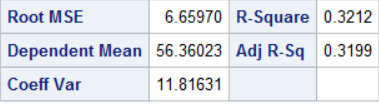 Root MSE 6.65970 R-Square 0.3212
Dependent Mean 56.36023 Adj R-Sq 0.3199
Coeff Var 11.81631